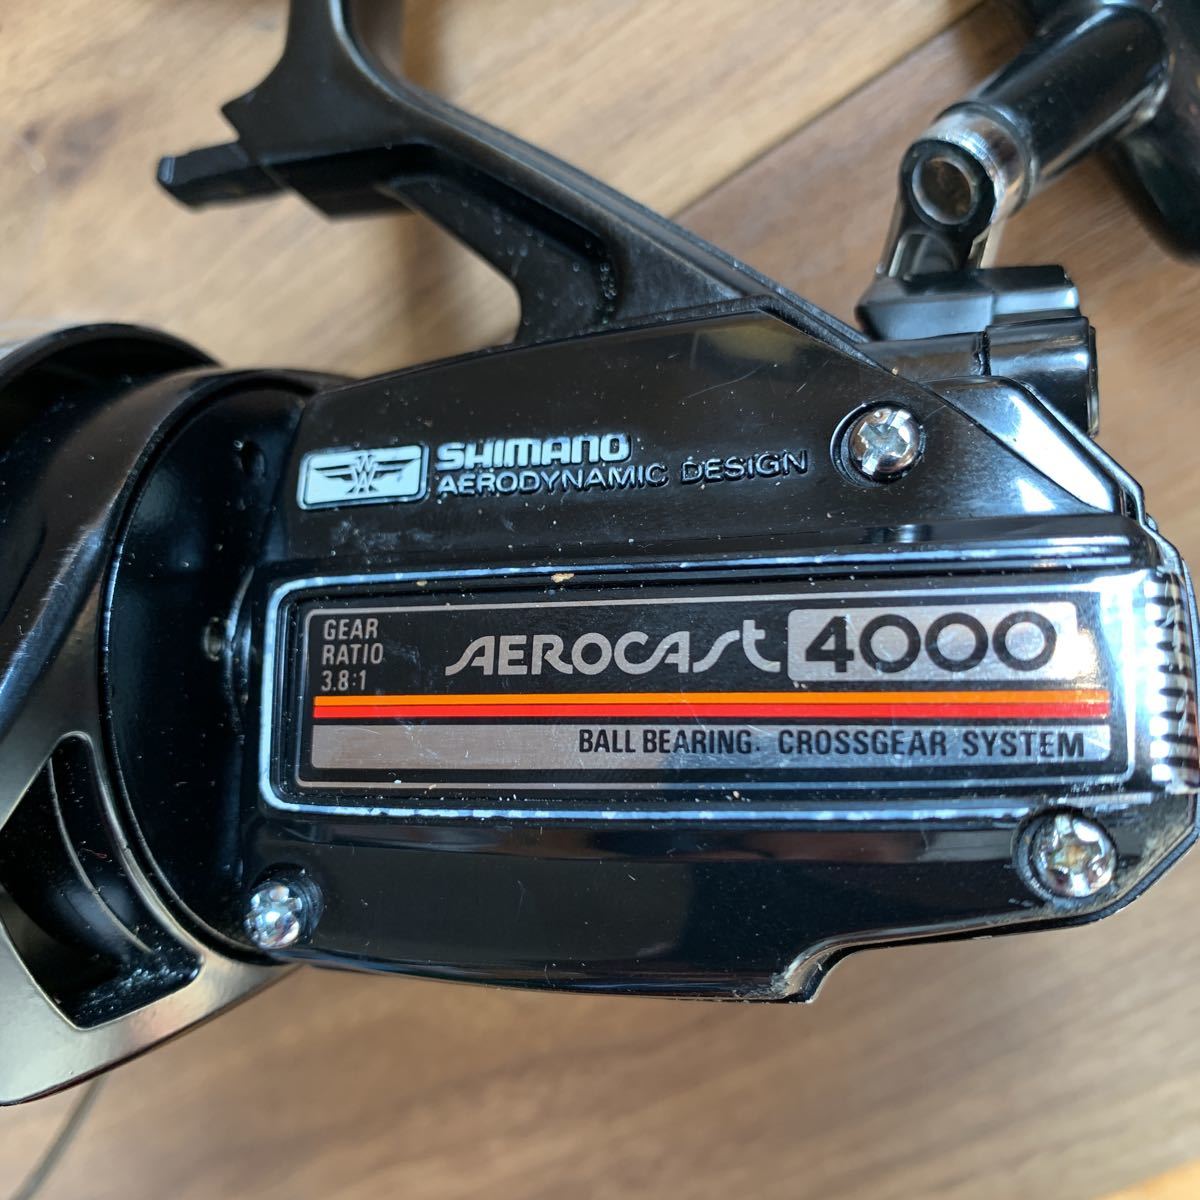 SHIMANO
AERODYNAMIC DESIGN
GEAR
RATIO
3.8:1
AEROCAST 4000
BALL BEARING. CROSSGEAR SYSTEM